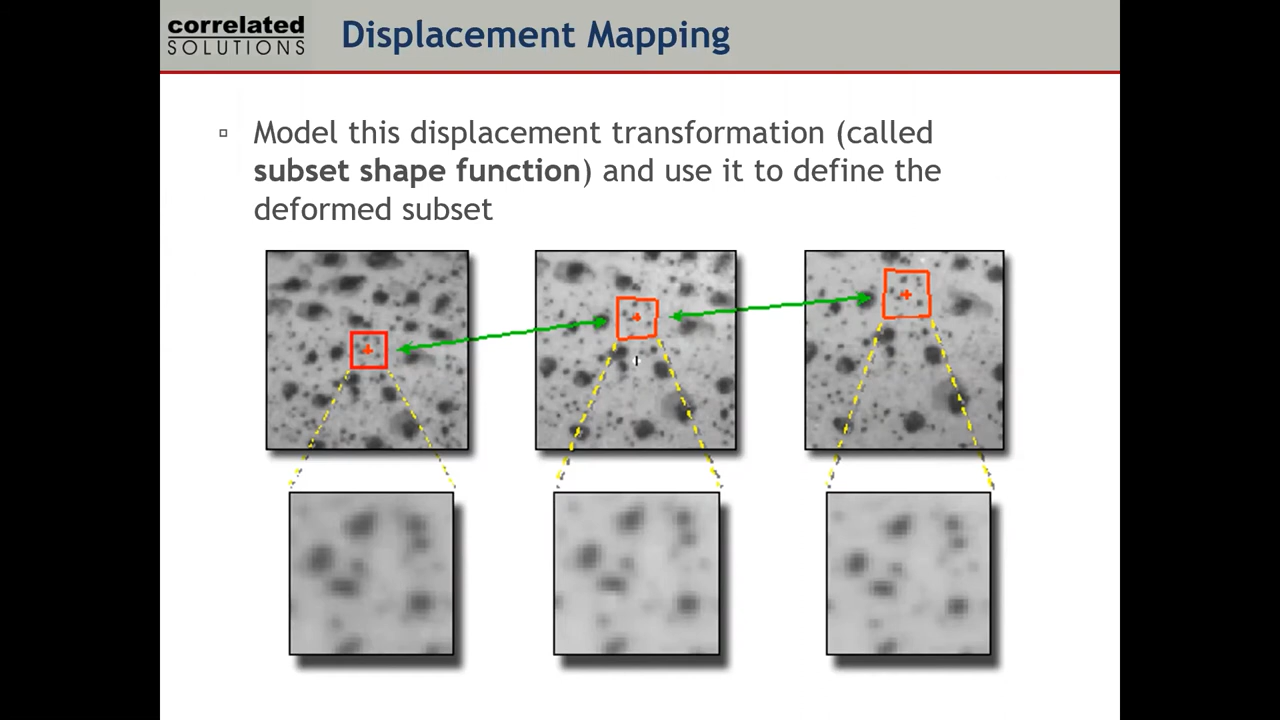 correlated
SOLUTIONS
Displacement Mapping
Model this displacement transformation (called
subset shape function) and use it to define the
deformed subset